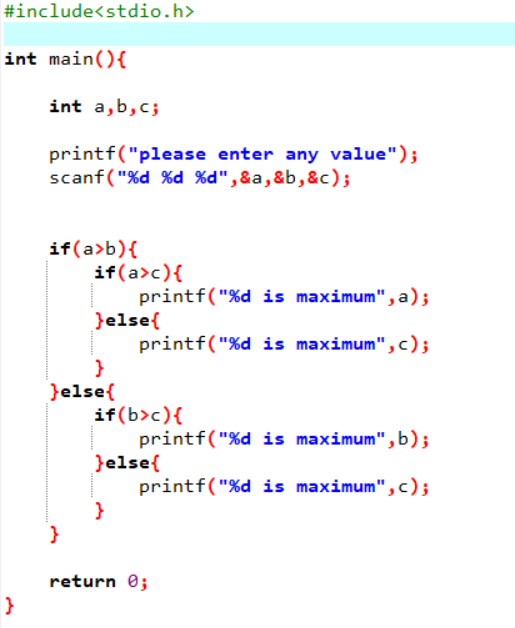 #include<stdio.h>
int main(){
int a,b,c;
printf("please enter any value");
scanf("%d %d %d",&a,&b,&c);
if(a>b){
if(a>c){
printf("%d is maximum",a);
}else{
printf("%d is maximum",c);
}
}else{
if(b>c){
printf("%d is maximum",b);
}else{
printf("%d is maximum",c);
}
}
return 0;
}